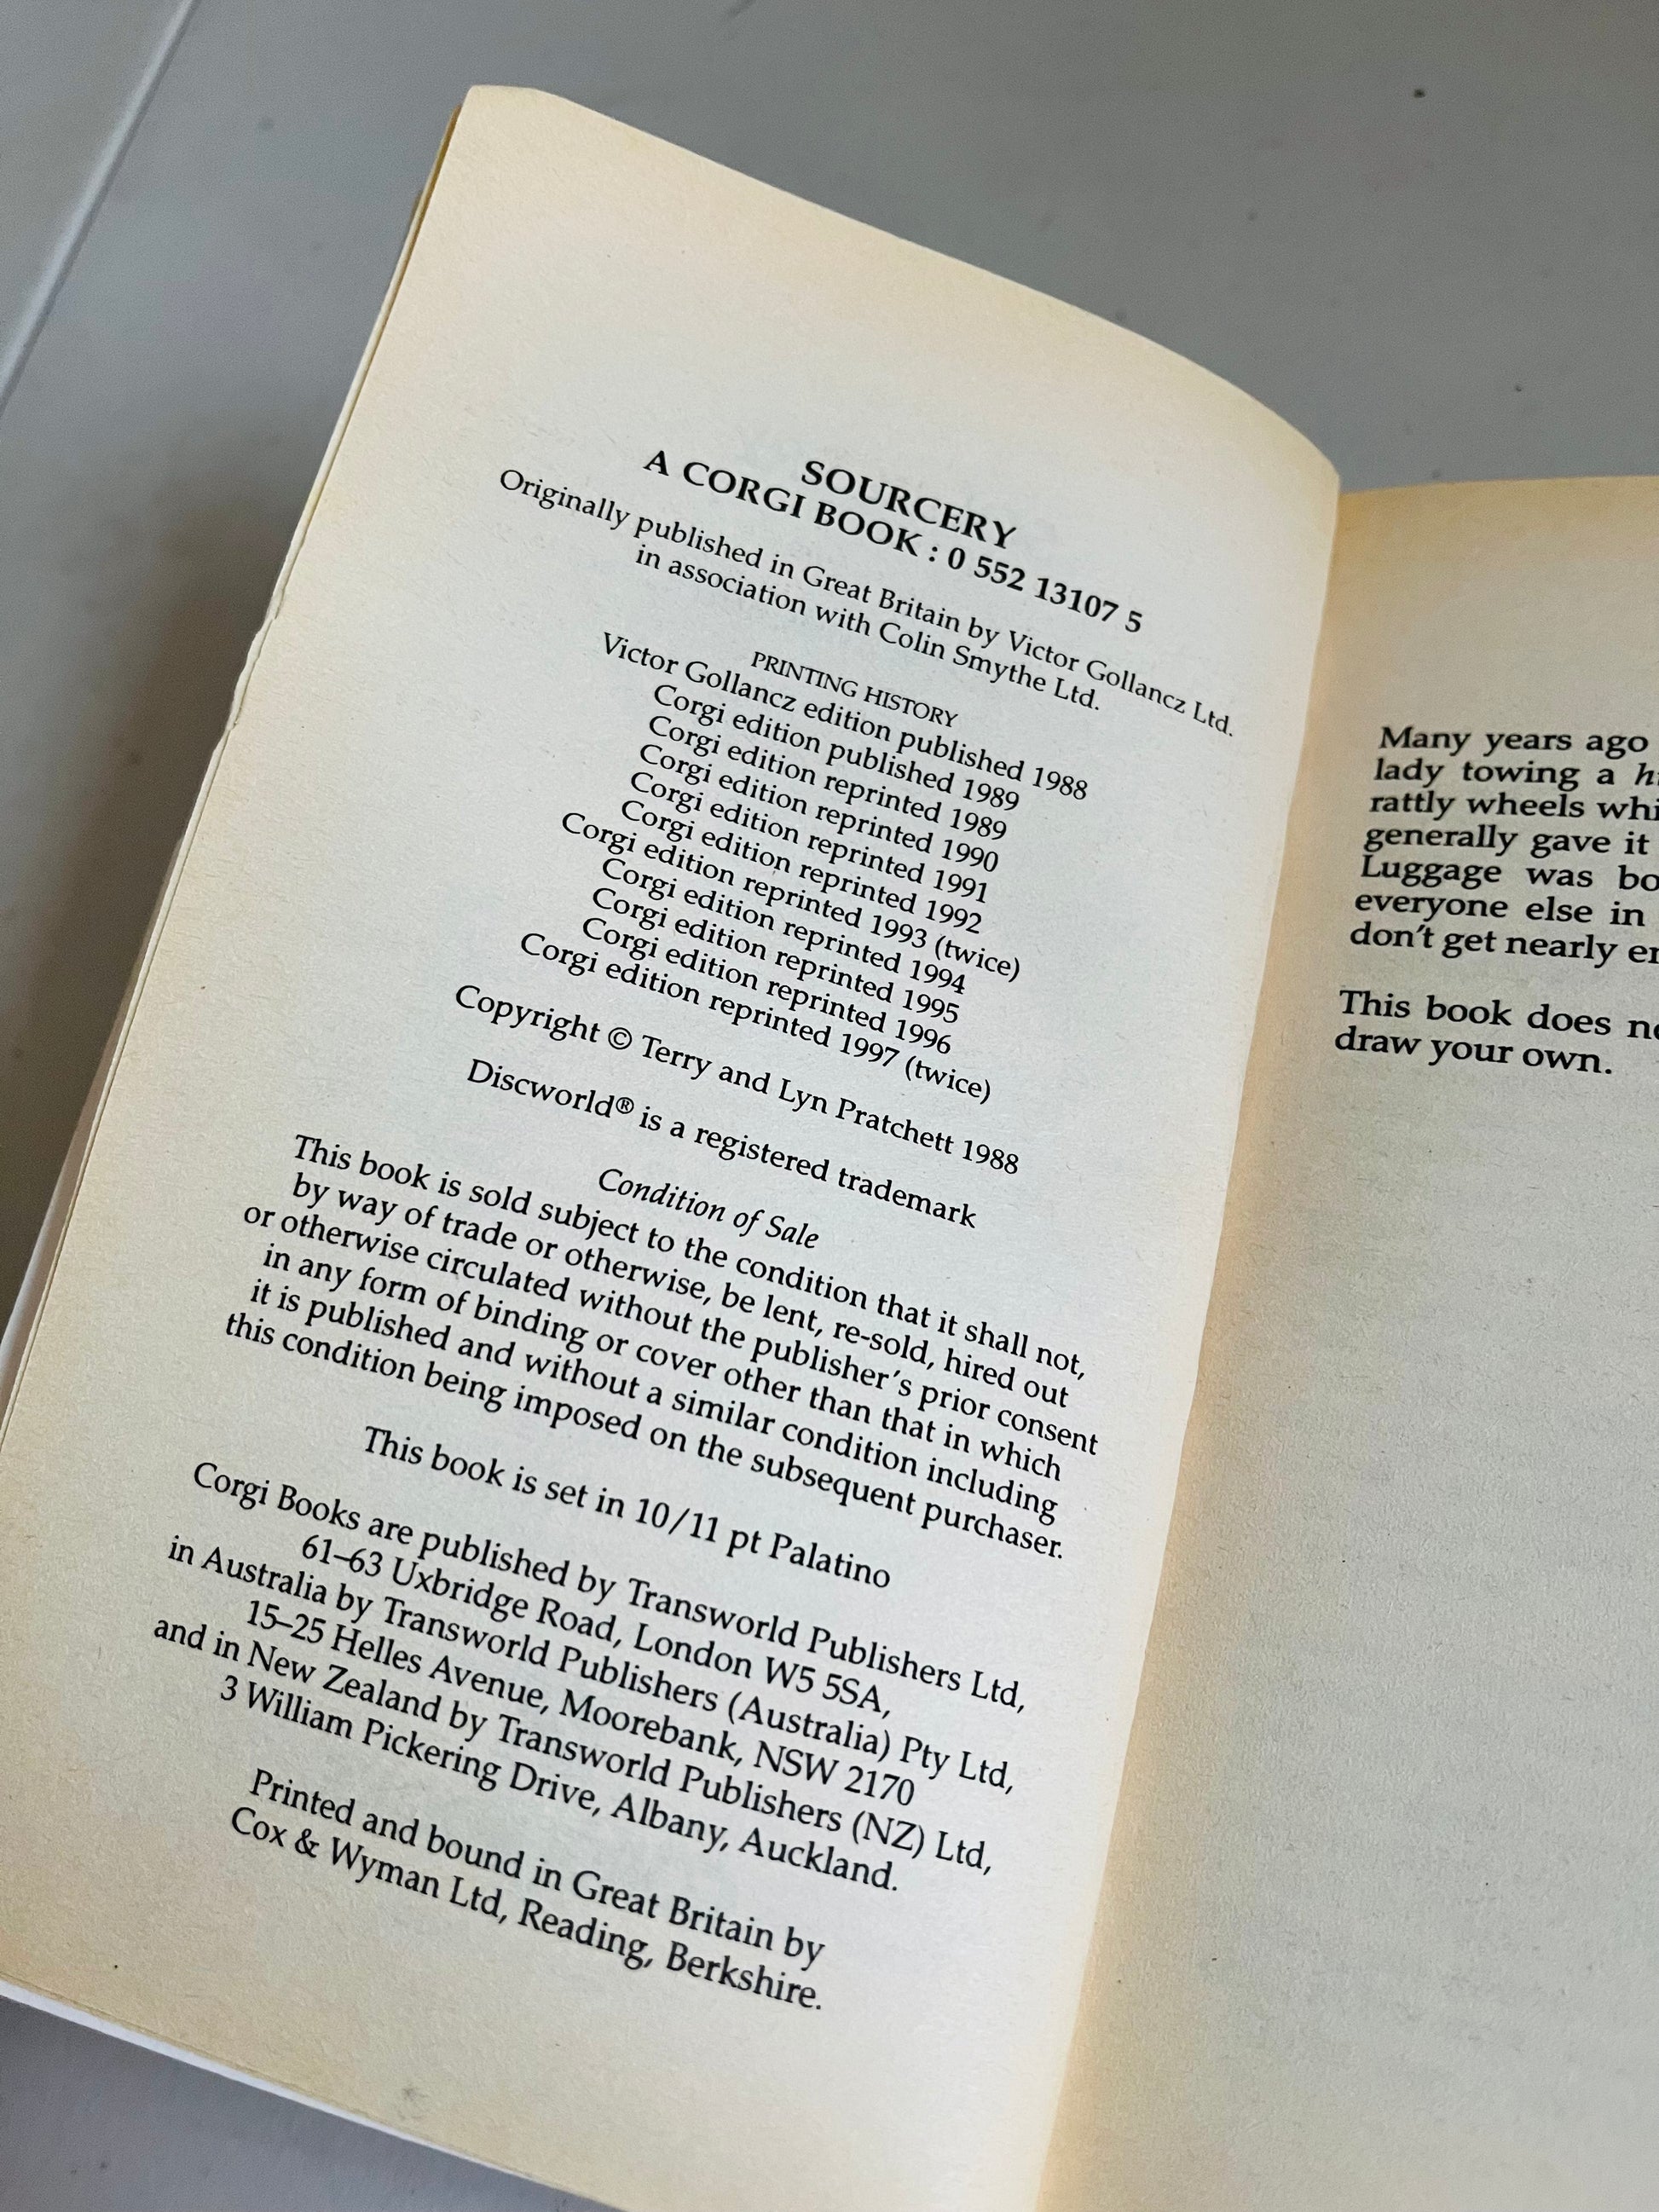 SOURCERY
A CORGI BOOK : 0 552 13107 5
Originally published in Great Britain by Victor Gollancz Ltd.
in association with Colin Smythe Ltd.
PRINTING HISTORY
Victor Gollancz edition published 1988
Corgi edition published 1989
Corgi edition reprinted 1989
Corgi edition reprinted 1990
Corgi edition reprinted 1991
Corgi edition reprinted 1992
Corgi edition reprinted 1993 (twice)
Corgi edition reprinted 1994
Corgi edition reprinted 1995
Corgi edition reprinted 1996
Corgi edition reprinted 1997 (twice)
Copyright © Terry and Lyn Pratchett 1988
Discworld® is a registered trademark
Condition of Sale
This book is sold subject to the condition that it shall not,
by way of trade or otherwise, be lent, re-sold, hired out
or otherwise circulated without the publisher's prior consent
in any form of binding or cover other than that in which
it is published and without a similar condition including
this condition being imposed on the subsequent purchaser.
This book is set in 10/11 pt Palatino
Corgi Books are published by Transworld Publishers Ltd,
61–63 Uxbridge Road, London W5 5SA,
in Australia by Transworld Publishers (Australia) Pty Ltd,
15–25 Helles Avenue, Moorebank, NSW 2170
and in New Zealand by Transworld Publishers (NZ) Ltd,
3 William Pickering Drive, Albany, Auckland.
Printed and bound in Great Britain by
Cox & Wyman Ltd, Reading, Berkshire.
Many years ago
lady towing a
rattly wheels
generally gave it
Luggage was
everyone else in
don't get nearly
This book does
draw your own.